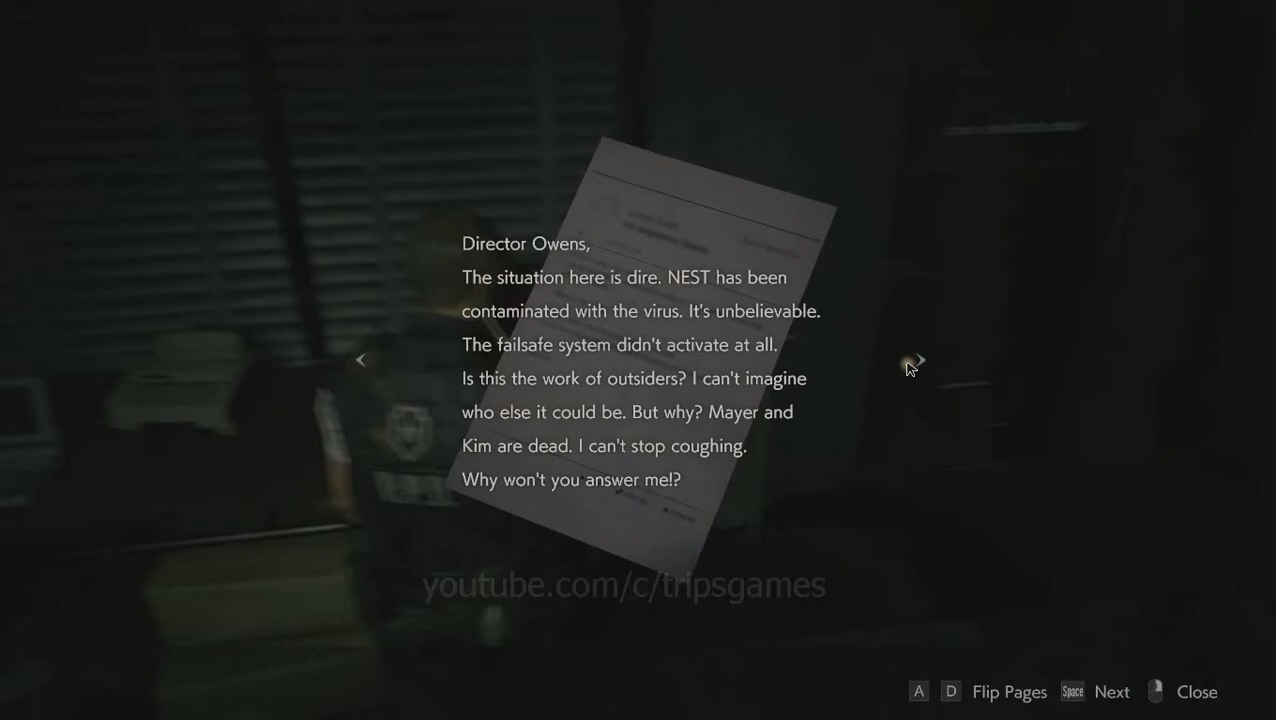 Director Owens,
The situation here is dire. NEST has been
contaminated with the virus. It's unbelievable.
The failsafe system didn't activate at all.
Is this the work of outsiders? I can't imagine
who else it could be. But why? Mayer and
Kim are dead. I can't stop coughing.
Why won't you answer me!?
youtube.com/c/tripsgames
A D Flip Pages Space Next Close